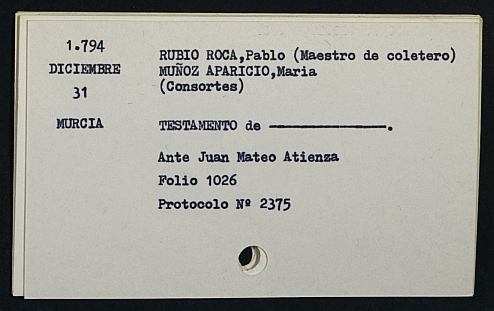 1.794
DICIEMBRE
31
MURCIA
RUBIO ROCA,Pablo (Maestro de coletero)
MUÑOZ APARICIO,Maria
(Consortes)
TESTAMENTO de ————————.
Ante Juan Mateo Atienza
Folio 1026
Protocolo Nº 2375